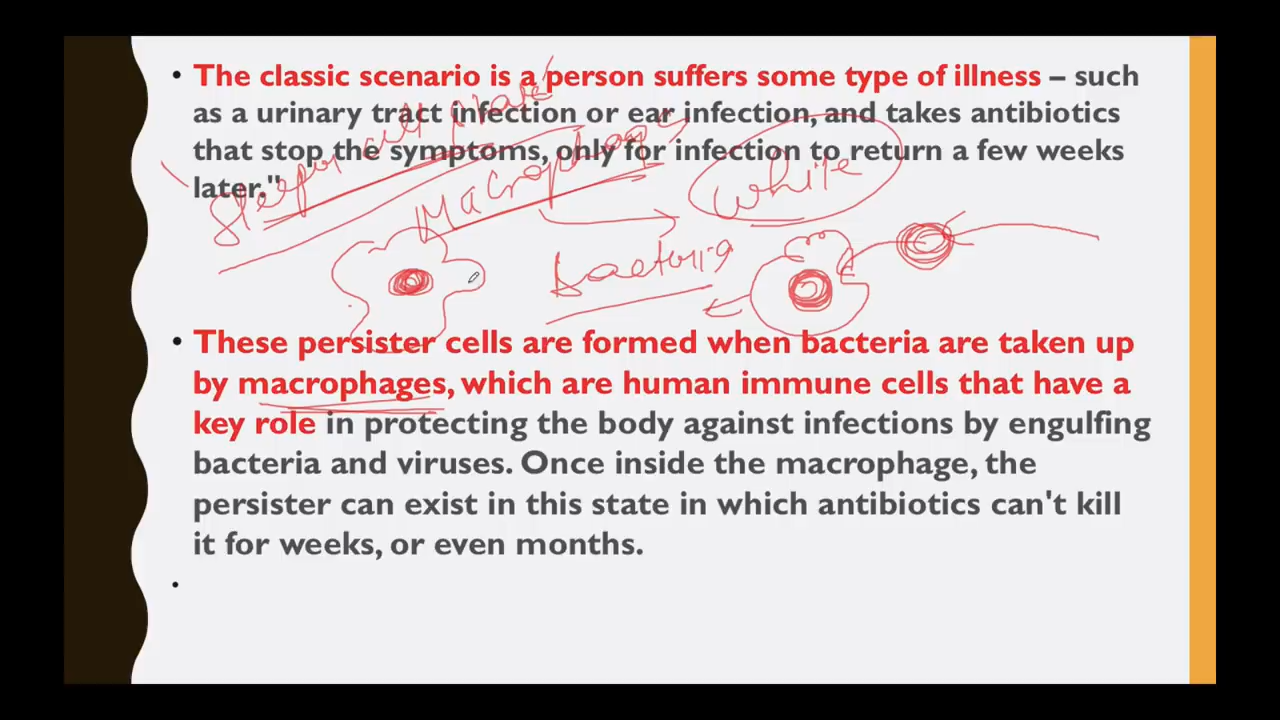 • The classic scenario is a person suffers some type of illness – such
as a urinary tract infection or ear infection, and takes antibiotics
that stop the symptoms, only for infection to return a few weeks
later."
Sleeper cell phase
Macrophages
White
bacteria
• These persister cells are formed when bacteria are taken up
by macrophages, which are human immune cells that have a
key role in protecting the body against infections by engulfing
bacteria and viruses. Once inside the macrophage, the
persister can exist in this state in which antibiotics can't kill
it for weeks, or even months.
•